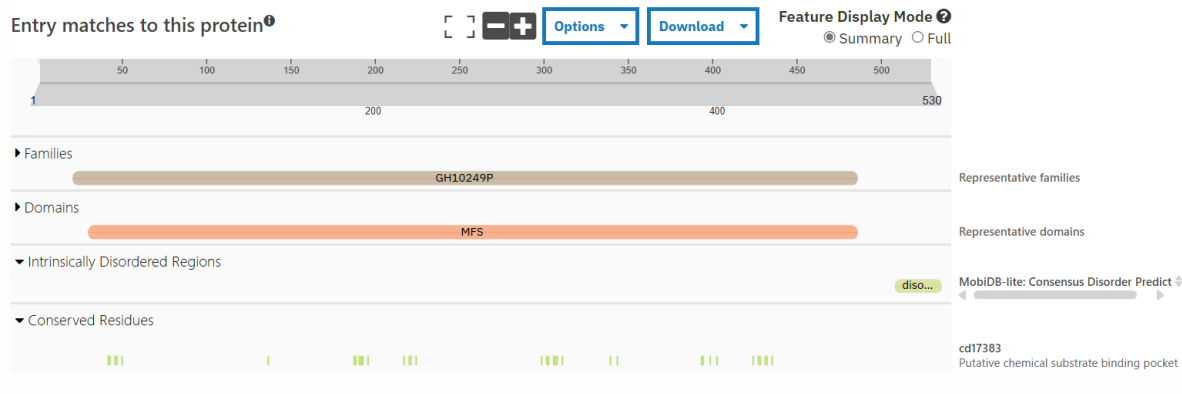 Entry matches to this protein
Options
Download
Feature Display Mode
Summary Full
50 100 150 200 250 300 350 400 450 500
1 530
200 400
Families
GH10249P Representative families
Domains
MFS Representative domains
Intrinsically Disordered Regions
diso... MobiDB-lite: Consensus Disorder Predict
Conserved Residues
cd17383
Putative chemical substrate binding pocket